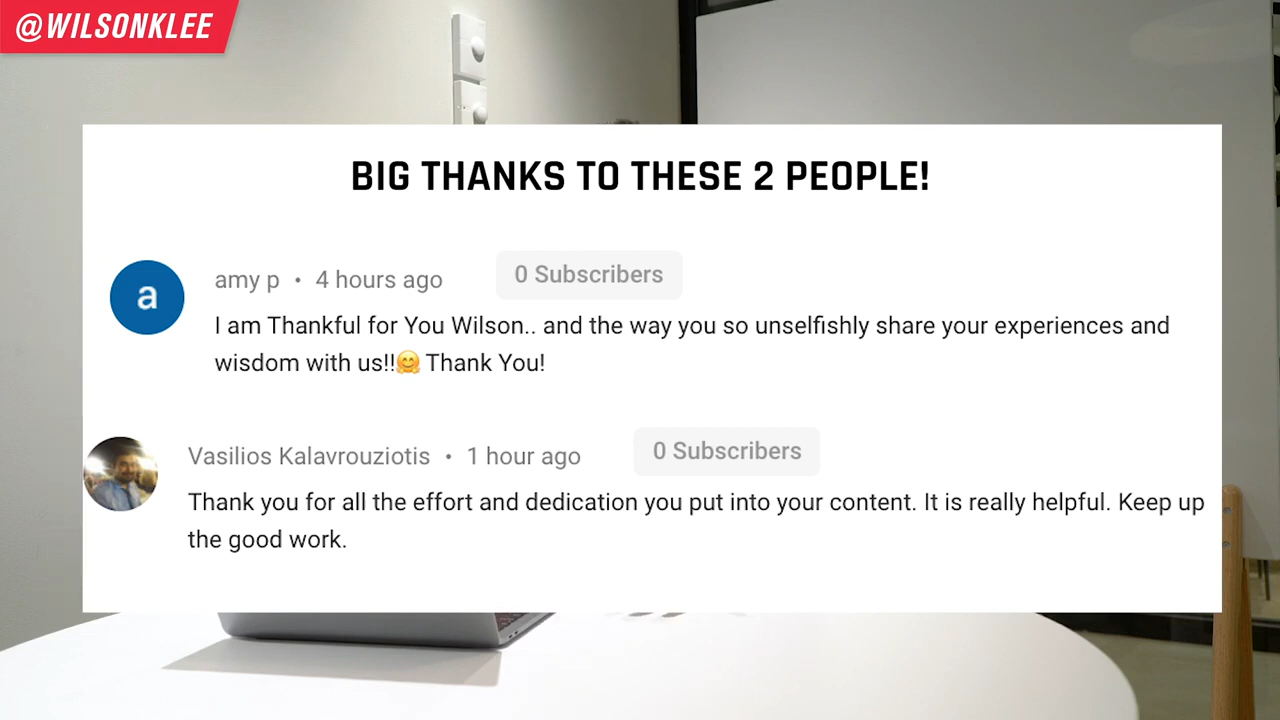 @WILSONKLEE
BIG THANKS TO THESE 2 PEOPLE!
a
amy p • 4 hours ago 0 Subscribers
I am Thankful for You Wilson.. and the way you so unselfishly share your experiences and
wisdom with us!!🤗 Thank You!
Vasilios Kalavrouziotis • 1 hour ago 0 Subscribers
Thank you for all the effort and dedication you put into your content. It is really helpful. Keep up
the good work.